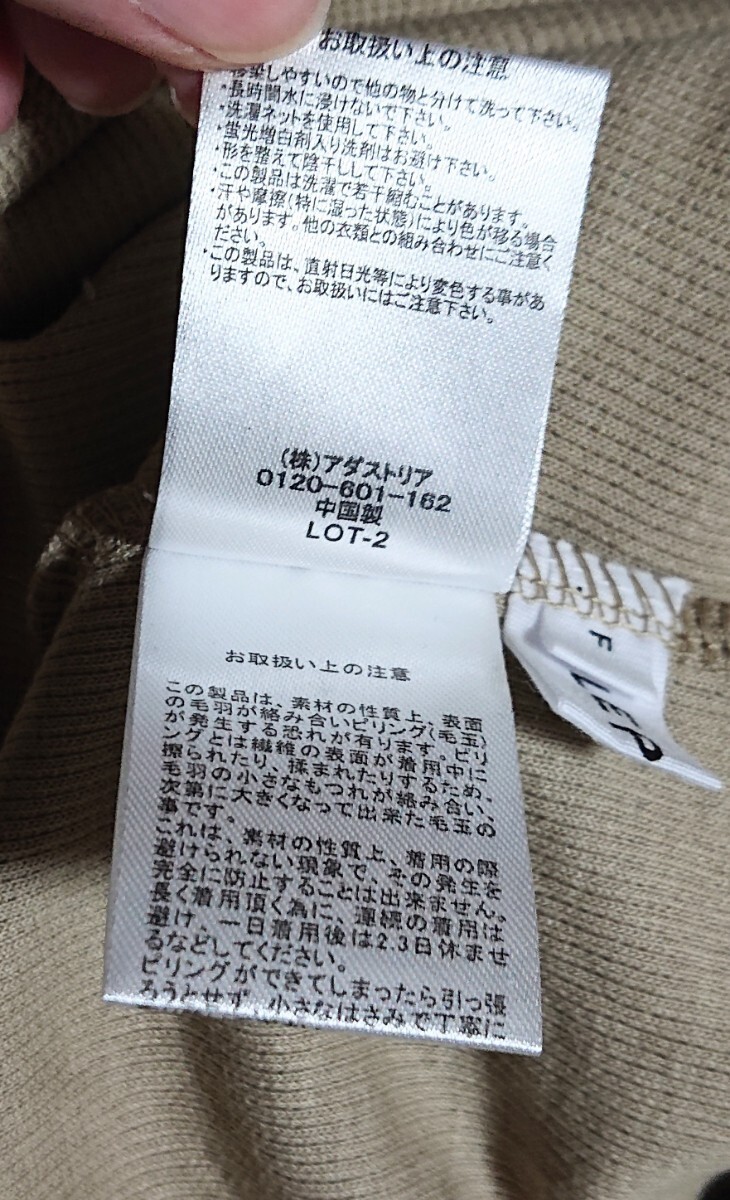 お取扱い上の注意
・移染しやすいので他の物と分けて洗って下さい。
・長時間水に浸けないで下さい。
・洗濯ネットを使用して下さい。
・蛍光増白剤入り洗剤はお避け下さい。
・形を整えて陰干しして下さい。
・この製品は洗濯で若干縮むことがあります。
・汗や摩擦(特に湿った状態)により色が移る場合
があります。他の衣類との組み合わせにご注意く
ださい。
・この製品は、直射日光等により変色する事があ
りますので、お取扱いにはご注意下さい。
(株)アダストリア
0120-601-162
中国製
LOT-2
F
LEP
お取扱い上の注意
この製品は、素材の性質上、表面
の毛羽が絡み合いピリング(毛玉)
が発生する恐れが有ります。ピリ
ングとは繊維の表面が着用中に
擦られたり、揉まれたりするため、
毛羽の小さなもつれが絡み合い、
次第に大きくなって出来た毛玉の
事です。
これは、素材の性質上、着用の際
避けられない現象で、その発生を
完全に防止することは出来ません。
長く着用頂く為に、連続の着用は
避け、一日着用後は2.3日休ませ
るなどしてください。
ピリングができてしまったら引っ張
ろうとせず、小さなはさみで丁寧に